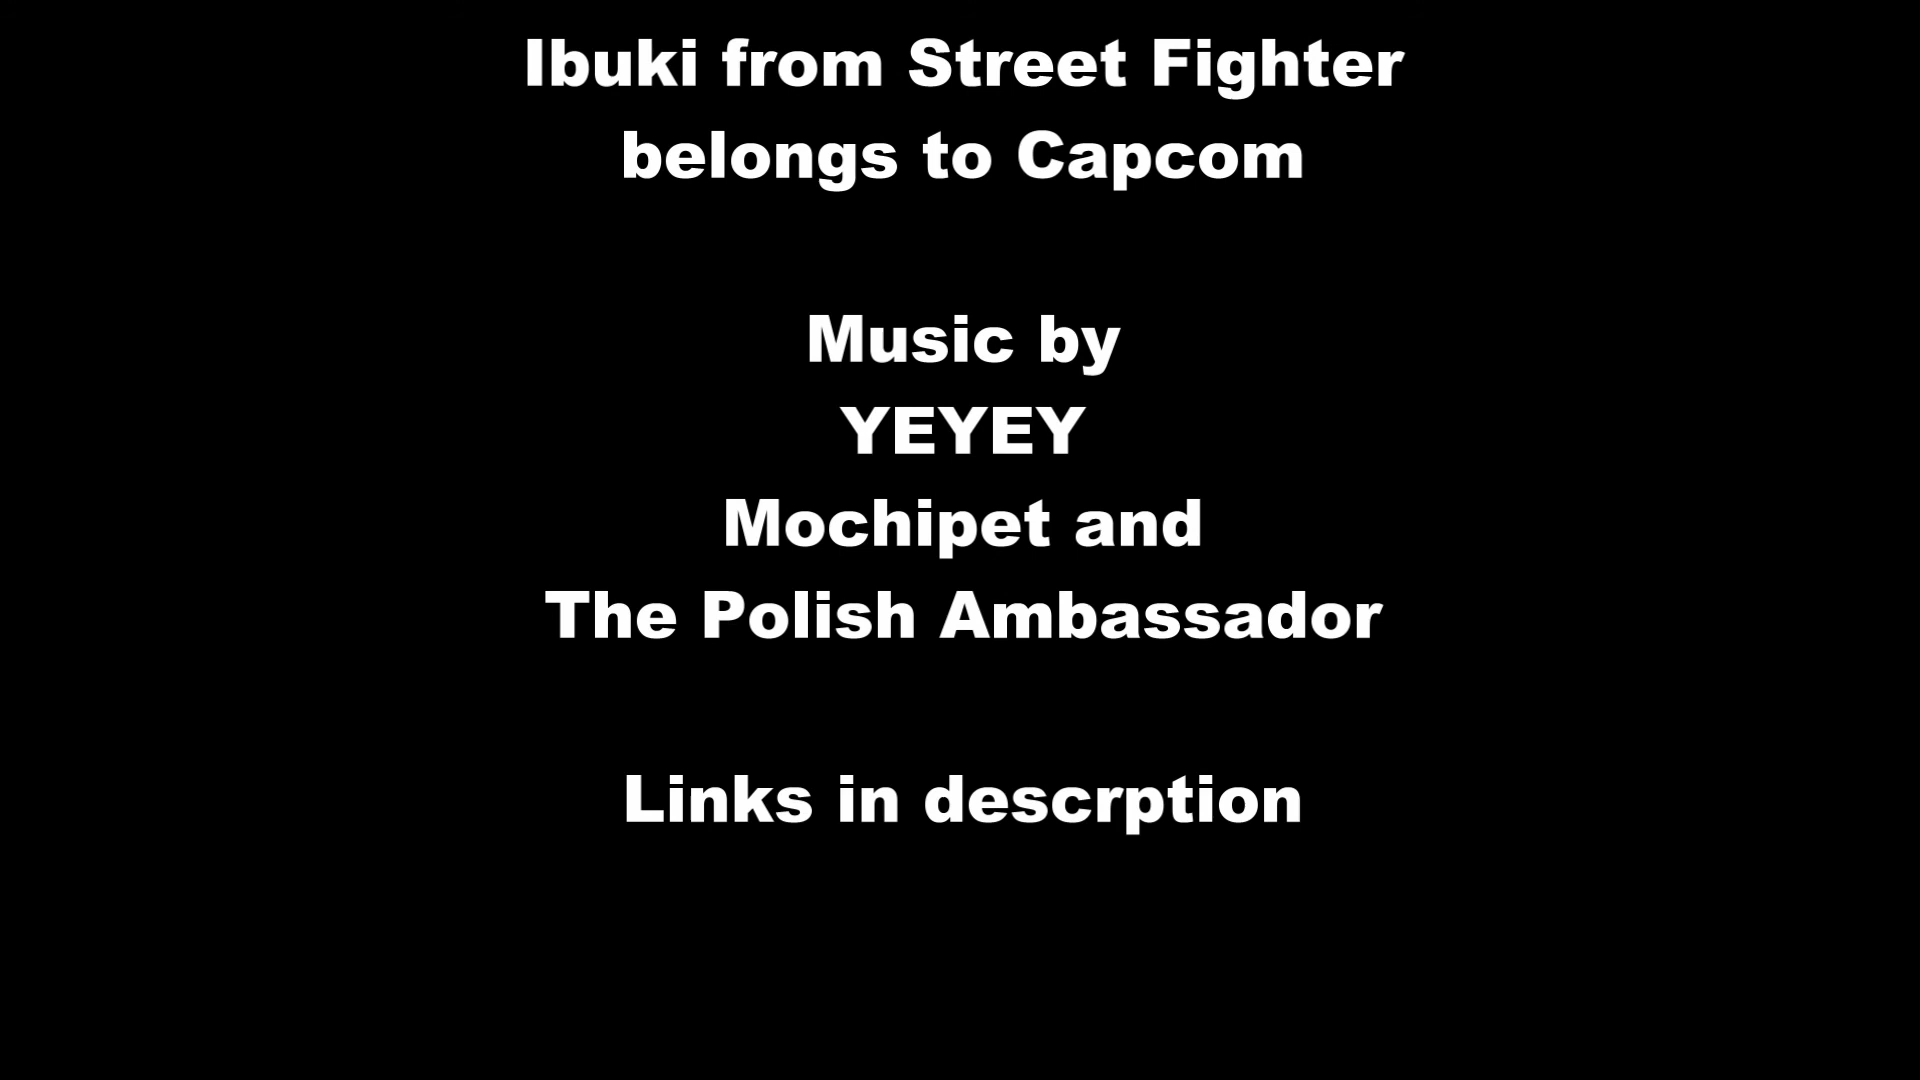 Ibuki from Street Fighter
belongs to Capcom
Music by
YEYEY
Mochipet and
The Polish Ambassador
Links in descrption